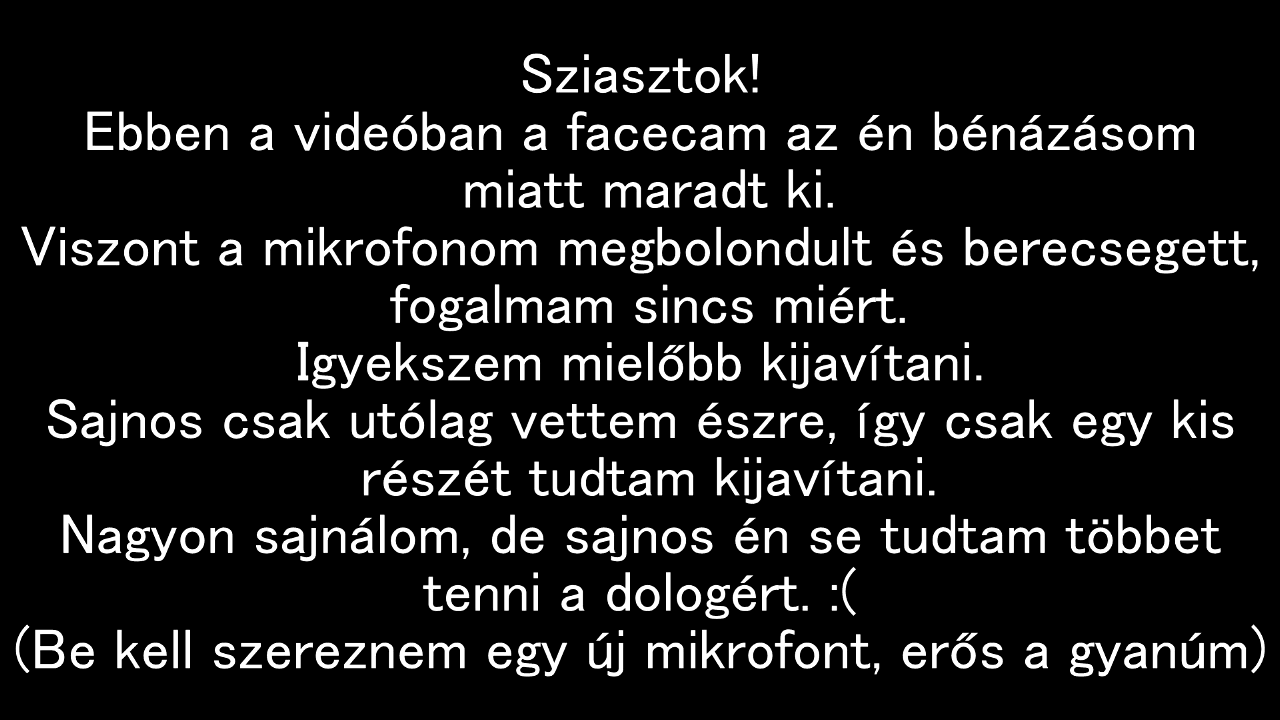 Sziasztok!
Ebben a videóban a facecam az én bénázásom
miatt maradt ki.
Viszont a mikrofonom megbolondult és berecsegett,
fogalmam sincs miért.
Igyekszem mielőbb kijavítani.
Sajnos csak utólag vettem észre, így csak egy kis
részét tudtam kijavítani.
Nagyon sajnálom, de sajnos én se tudtam többet
tenni a dologért. :(
(Be kell szereznem egy új mikrofont, erős a gyanúm)